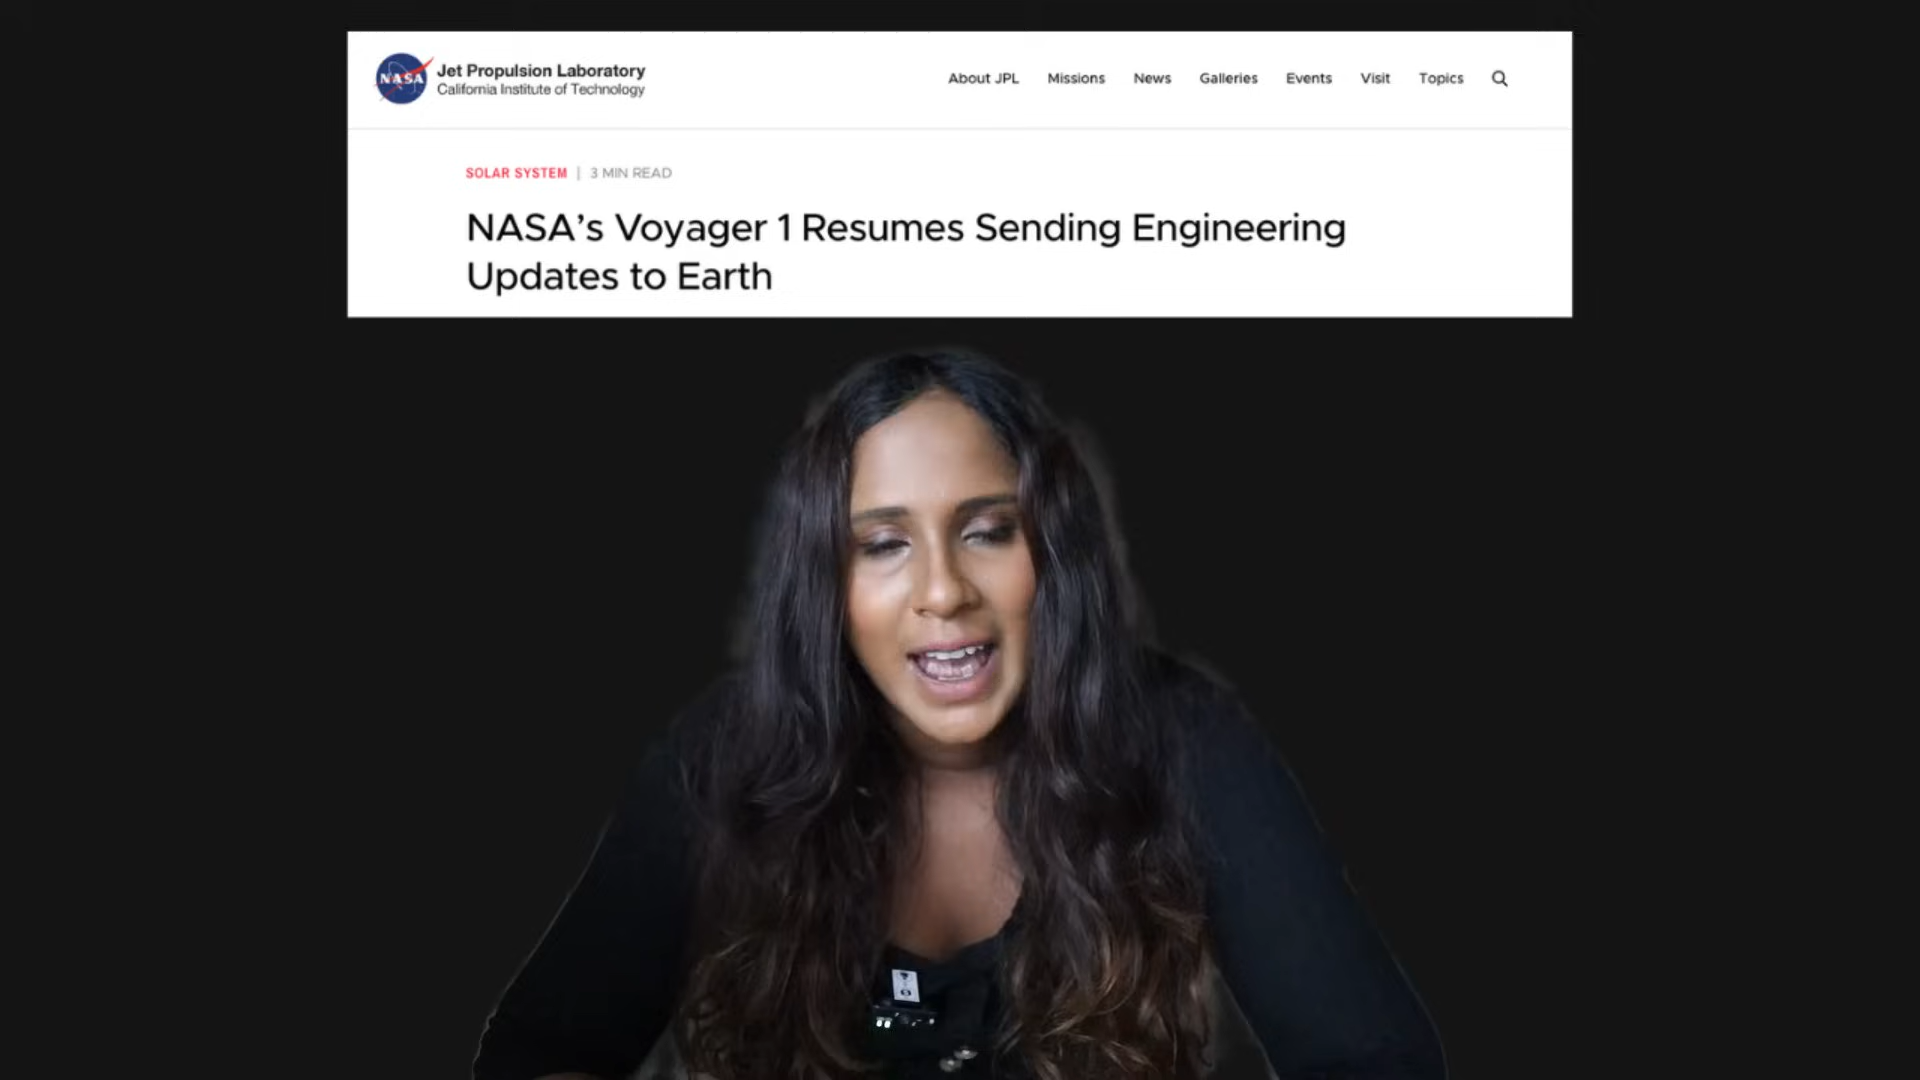 NASA
Jet Propulsion Laboratory
California Institute of Technology
About JPL Missions News Galleries Events Visit Topics
SOLAR SYSTEM | 3 MIN READ
NASA’s Voyager 1 Resumes Sending Engineering
Updates to Earth